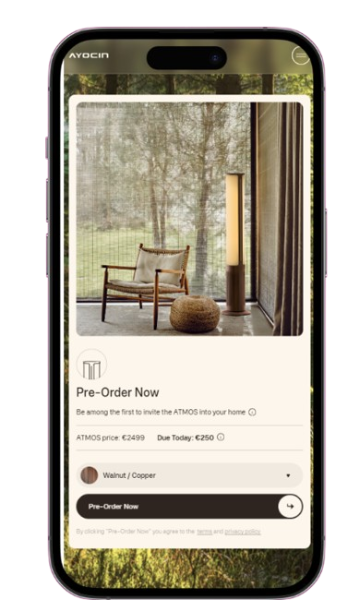 AYOCIN
Pre-Order Now
Be among the first to invite the ATMOS into your home
ATMOS price: €2499 Due Today: €250
Walnut / Copper
Pre-Order Now
By clicking "Pre-Order Now" you agree to the terms and privacy policy